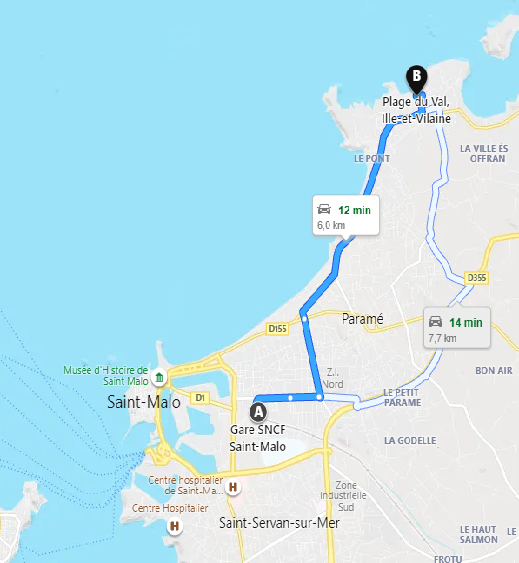 B
Plage du Val,
Ille-et-Vilaine
LA VILLE ÈS
OFFRAN
LE PONT
12 min
6,0 km
D355
14 min
7,7 km
Paramé
D155
BON AIR
Musée d'Histoire de
Saint Malo
Z.I.
Nord
D1
Saint-Malo
A
LE PETIT
PARAME
Gare SNCF
Saint-Malo
LA GODELLE
Centre hospitalier
de Saint-Ma...
H
Zone
Industrielle
Sud
Centre Hospitalier
H
Saint-Servan-sur-Mer
LE HAUT
SALMON
LE
FROTU